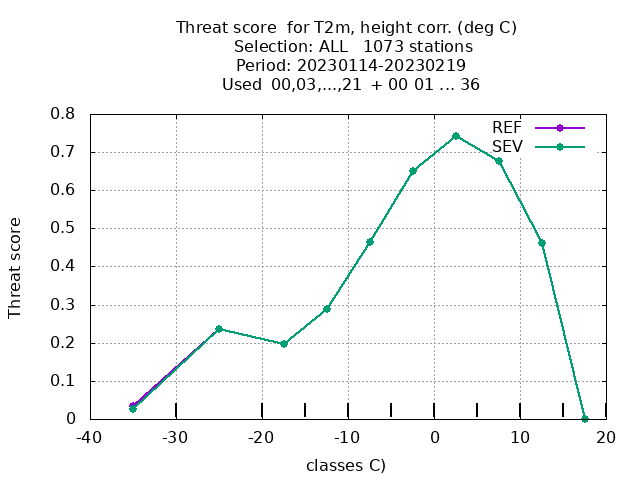 Threat score for T2m, height corr. (deg C)
Selection: ALL 1073 stations
Period: 20230114-20230219
Used 00,03,...,21 + 00 01 ... 36
REF
SEV
Threat score
0.8
0.7
0.6
0.5
0.4
0.3
0.2
0.1
0
-40 -30 -20 -10 0 10 20
classes C)